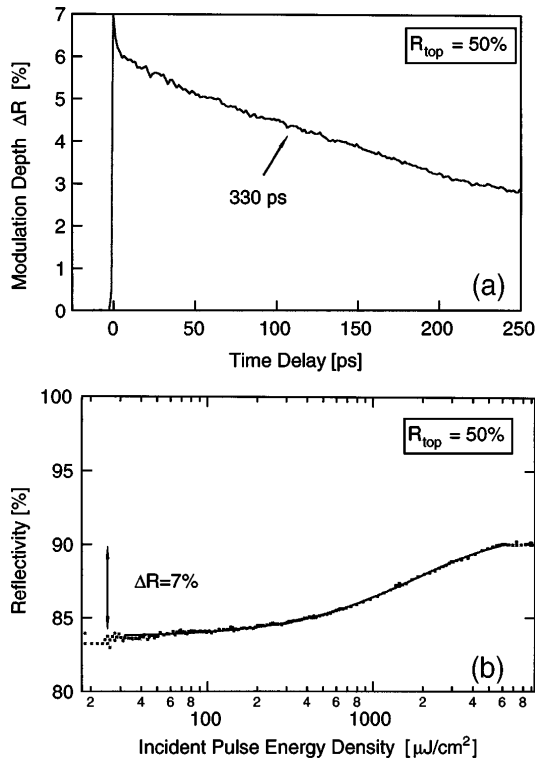 7
6
5
4
3
2
1
0
Modulation Depth ΔR [%]
R_top = 50%
330 ps
(a)
0 50 100 150 200 250
Time Delay [ps]
100
95
90
85
80
Reflectivity [%]
R_top = 50%
ΔR=7%
(b)
2 4 6 8 2 4 6 8 2 4 6 8
100 1000
Incident Pulse Energy Density [µJ/cm²]